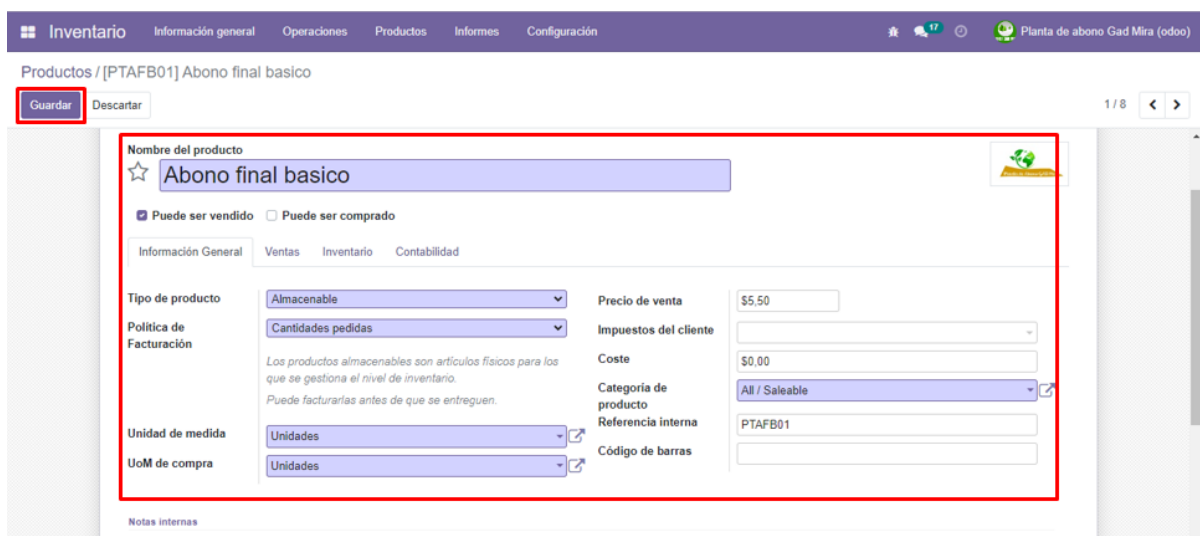 Inventario Información general Operaciones Productos Informes Configuración 17 Planta de abono Gad Mira (odoo)
Productos / [PTAFB01] Abono final basico
Guardar Descartar 1 / 8
Nombre del producto
Abono final basico
Puede ser vendido Puede ser comprado
Información General Ventas Inventario Contabilidad
Tipo de producto Almacenable
Política de Facturación Cantidades pedidas
Los productos almacenables son artículos físicos para los
que se gestiona el nivel de inventario.
Puede facturarlas antes de que se entreguen.
Unidad de medida Unidades
UoM de compra Unidades
Precio de venta $5,50
Impuestos del cliente
Coste $0,00
Categoría de producto All / Saleable
Referencia interna PTAFB01
Código de barras
Notas internas